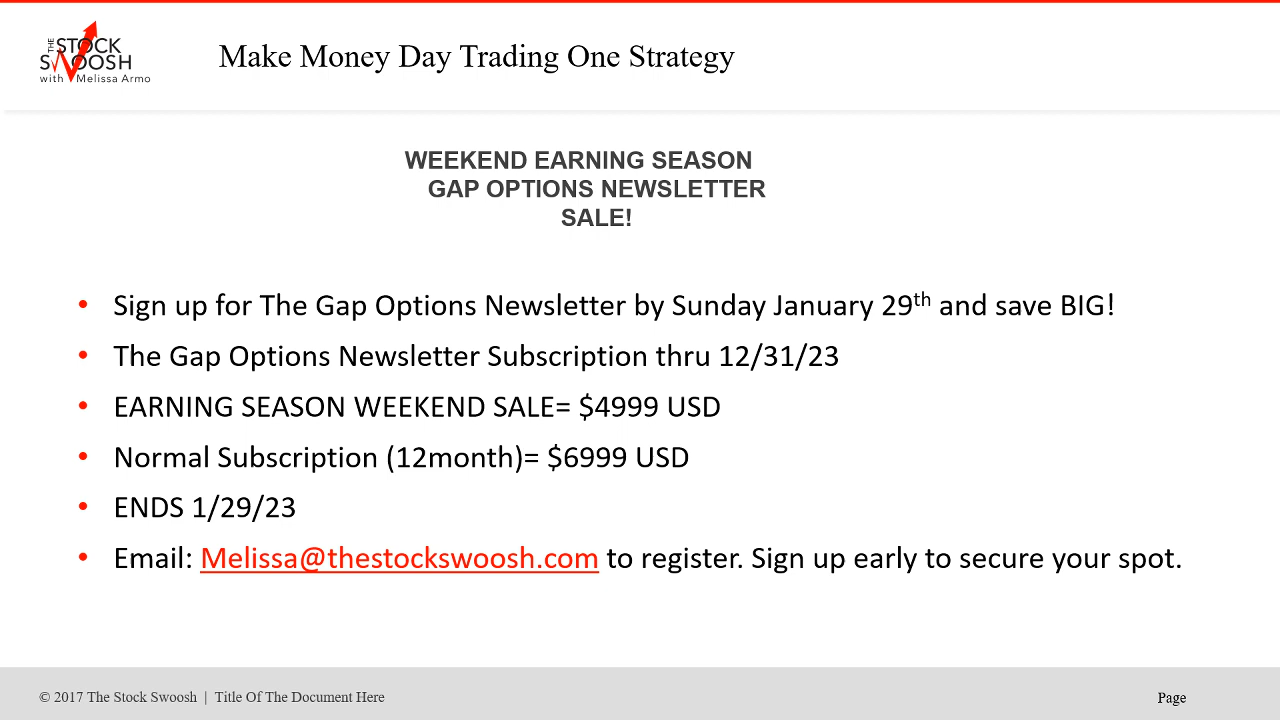 THE STOCK
SWOOSH
with Melissa Armo
Make Money Day Trading One Strategy
WEEKEND EARNING SEASON
GAP OPTIONS NEWSLETTER
SALE!
• Sign up for The Gap Options Newsletter by Sunday January 29th and save BIG!
• The Gap Options Newsletter Subscription thru 12/31/23
• EARNING SEASON WEEKEND SALE= $4999 USD
• Normal Subscription (12month)= $6999 USD
• ENDS 1/29/23
• Email: Melissa@thestockswoosh.com to register. Sign up early to secure your spot.
© 2017 The Stock Swoosh | Title Of The Document Here
Page